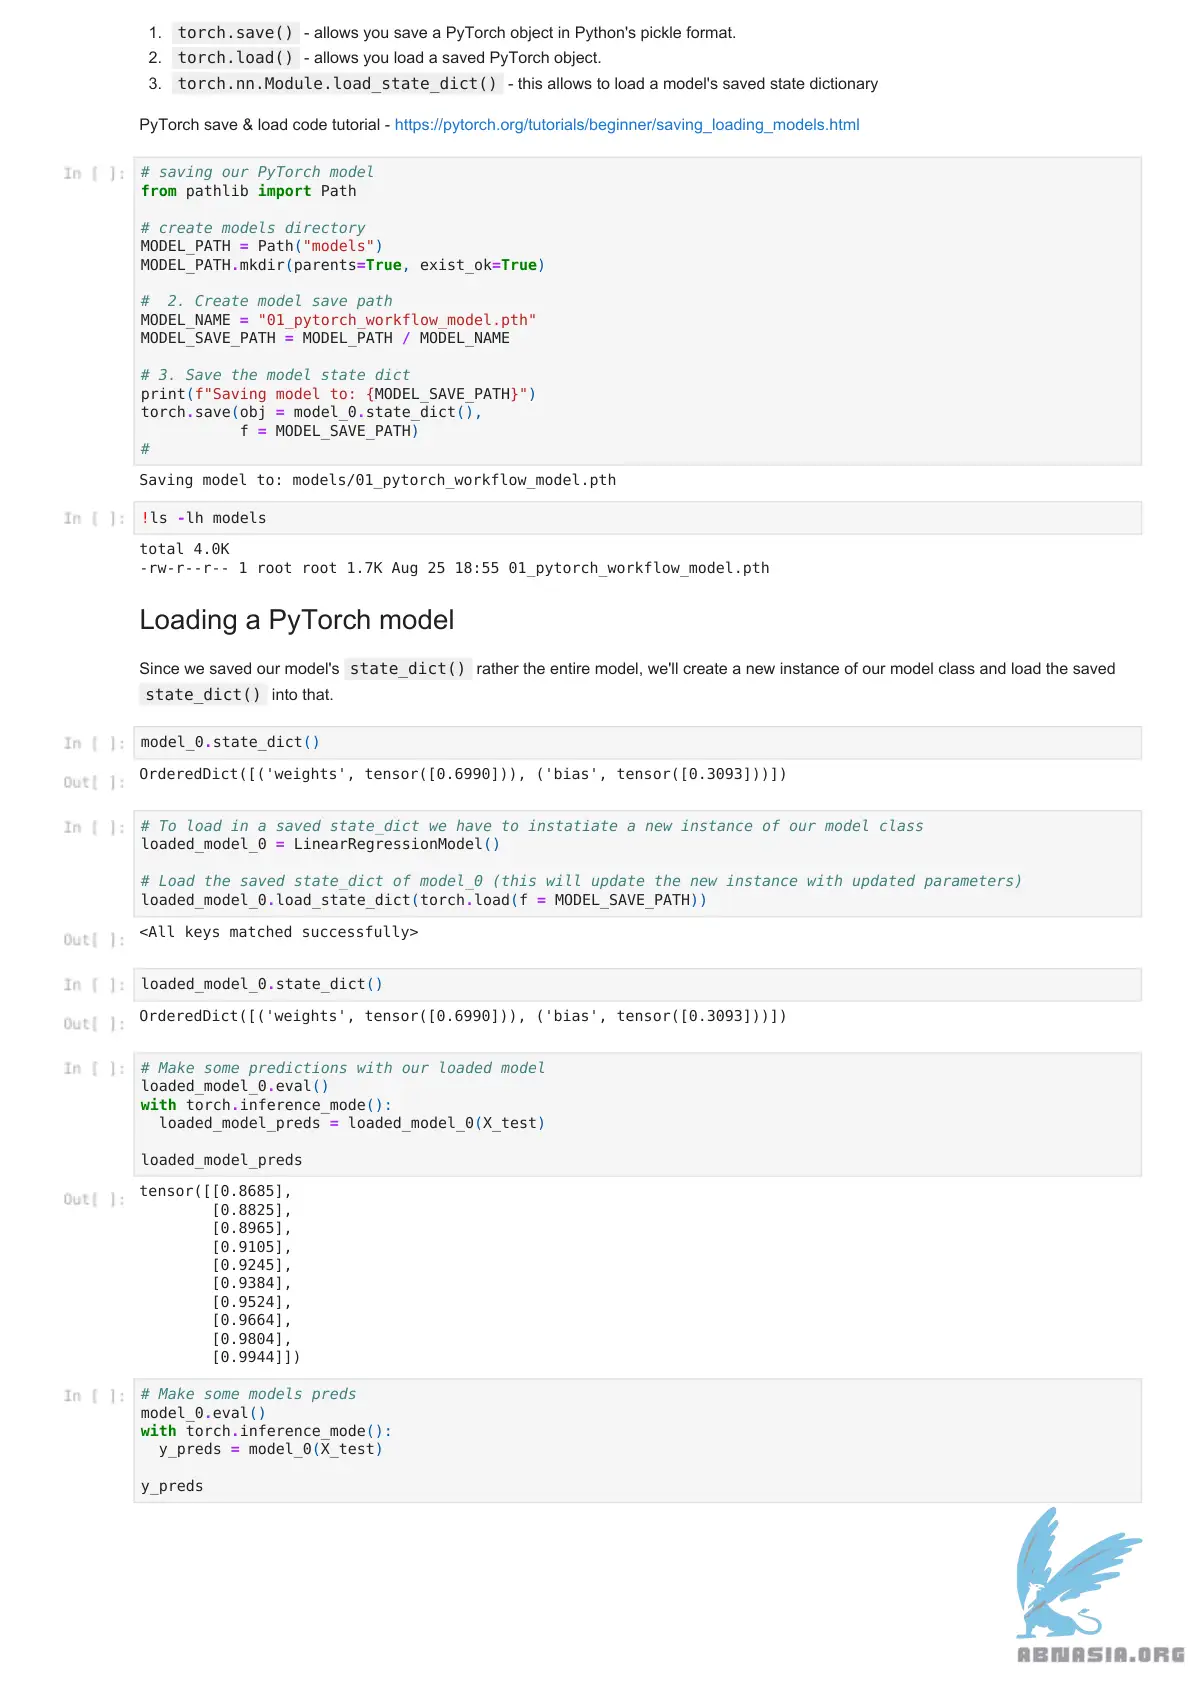 1. torch.save() - allows you save a PyTorch object in Python's pickle format.
2. torch.load() - allows you load a saved PyTorch object.
3. torch.nn.Module.load_state_dict() - this allows to load a model's saved state dictionary
PyTorch save & load code tutorial - https://pytorch.org/tutorials/beginner/saving_loading_models.html
In [ ]: # saving our PyTorch model
from pathlib import Path
# create models directory
MODEL_PATH = Path("models")
MODEL_PATH.mkdir(parents=True, exist_ok=True)
#  2. Create model save path
MODEL_NAME = "01_pytorch_workflow_model.pth"
MODEL_SAVE_PATH = MODEL_PATH / MODEL_NAME
# 3. Save the model state dict
print(f"Saving model to: {MODEL_SAVE_PATH}")
torch.save(obj = model_0.state_dict(),
           f = MODEL_SAVE_PATH)
#
Saving model to: models/01_pytorch_workflow_model.pth
In [ ]: !ls -lh models
total 4.0K
-rw-r--r-- 1 root root 1.7K Aug 25 18:55 01_pytorch_workflow_model.pth
Loading a PyTorch model
Since we saved our model's state_dict() rather the entire model, we'll create a new instance of our model class and load the saved
state_dict() into that.
In [ ]: model_0.state_dict()
Out[ ]: OrderedDict([('weights', tensor([0.6990])), ('bias', tensor([0.3093]))])
In [ ]: # To load in a saved state_dict we have to instatiate a new instance of our model class
loaded_model_0 = LinearRegressionModel()
# Load the saved state_dict of model_0 (this will update the new instance with updated parameters)
loaded_model_0.load_state_dict(torch.load(f = MODEL_SAVE_PATH))
Out[ ]: <All keys matched successfully>
In [ ]: loaded_model_0.state_dict()
Out[ ]: OrderedDict([('weights', tensor([0.6990])), ('bias', tensor([0.3093]))])
In [ ]: # Make some predictions with our loaded model
loaded_model_0.eval()
with torch.inference_mode():
  loaded_model_preds = loaded_model_0(X_test)
loaded_model_preds
Out[ ]: tensor([[0.8685],
        [0.8825],
        [0.8965],
        [0.9105],
        [0.9245],
        [0.9384],
        [0.9524],
        [0.9664],
        [0.9804],
        [0.9944]])
In [ ]: # Make some models preds
model_0.eval()
with torch.inference_mode():
  y_preds = model_0(X_test)
y_preds
ABNASIA.ORG